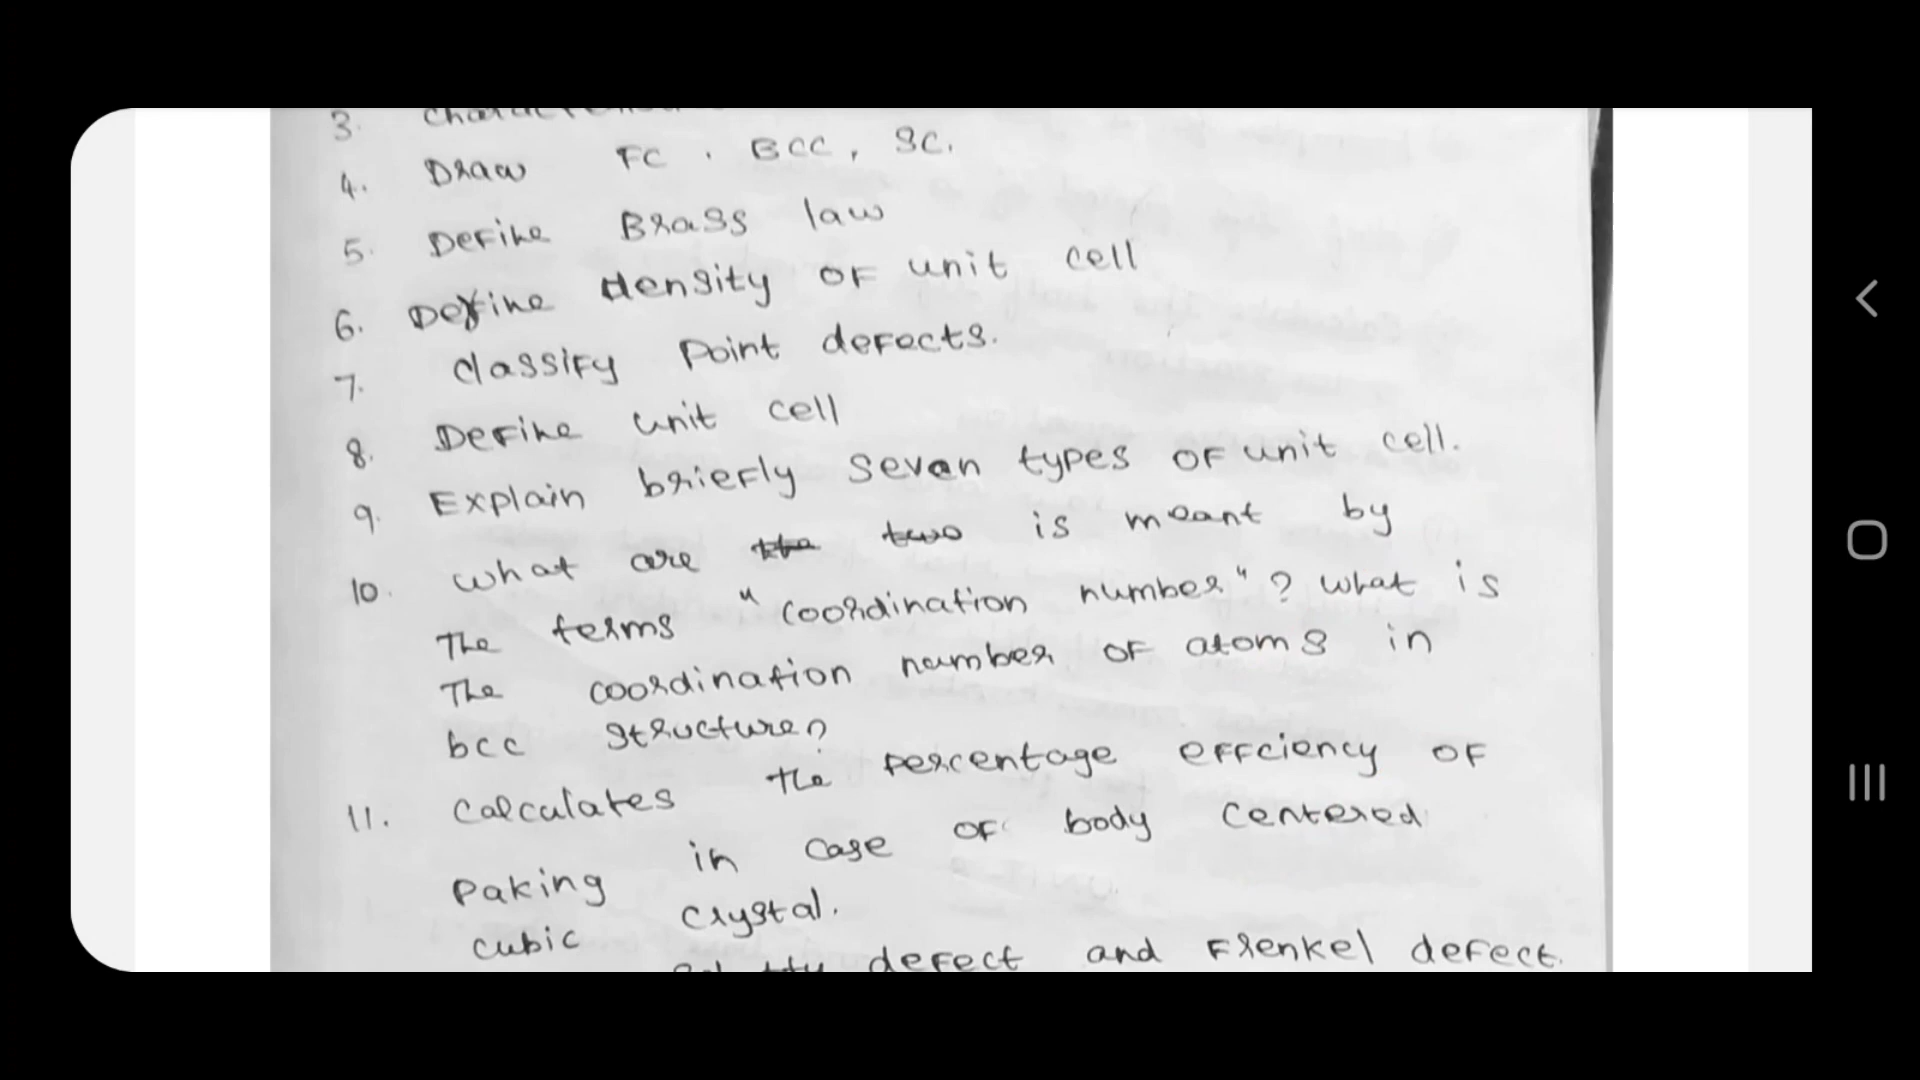 3.
4. Draw FC . BCC, SC.
5. Define Brass law
6. Define density OF unit cell
7. classify point defects.
8. Define unit cell
9. Explain briefly seven types of unit cell.
10. what are the two is meant by
The terms "coordination number"? what is
The coordination number of atoms in
bcc structure?
11. Calculates the percentage effciency of
paking in case of body centered
cubic crystal.
defect and Frenkel defect.